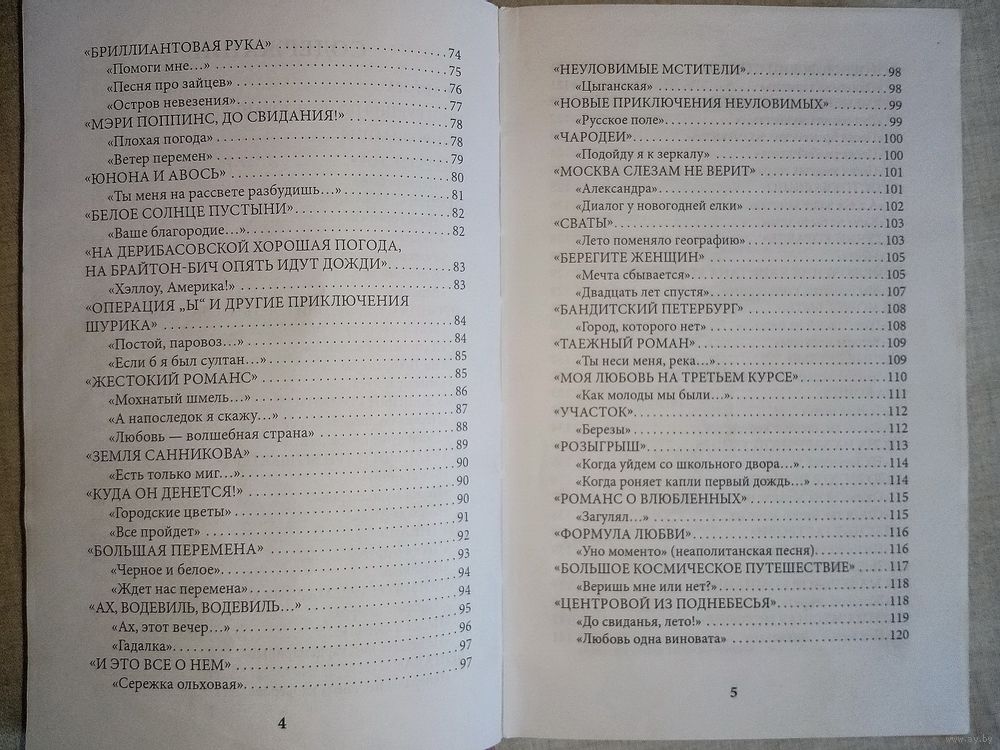 «БРИЛЛИАНТОВАЯ РУКА» ........ 74
«Помоги мне...» ........ 75
«Песня про зайцев» ........ 76
«Остров невезения» ........ 77
«МЭРИ ПОППИНС, ДО СВИДАНИЯ!» ........ 78
«Плохая погода» ........ 78
«Ветер перемен» ........ 79
«ЮНОНА И АВОСЬ» ........ 80
«Ты меня на рассвете разбудишь...» ........ 81
«БЕЛОЕ СОЛНЦЕ ПУСТЫНИ» ........ 82
«Ваше благородие...» ........ 82
«НА ДЕРИБАСОВСКОЙ ХОРОШАЯ ПОГОДА,
НА БРАЙТОН-БИЧ ОПЯТЬ ИДУТ ДОЖДИ» ........ 83
«Хэллоу, Америка!» ........ 83
«ОПЕРАЦИЯ „Ы“ И ДРУГИЕ ПРИКЛЮЧЕНИЯ
ШУРИКА» ........ 84
«Постой, паровоз...» ........ 84
«Если б я был султан...» ........ 85
«ЖЕСТОКИЙ РОМАНС» ........ 85
«Мохнатый шмель...» ........ 86
«А напоследок я скажу...» ........ 87
«Любовь — волшебная страна» ........ 88
«ЗЕМЛЯ САННИКОВА» ........ 89
«Есть только миг...» ........ 90
«КУДА ОН ДЕНЕТСЯ!» ........ 90
«Городские цветы» ........ 90
«Все пройдет» ........ 91
«БОЛЬШАЯ ПЕРЕМЕНА» ........ 92
«Черное и белое» ........ 93
«Ждет нас перемена» ........ 94
«АХ, ВОДЕВИЛЬ, ВОДЕВИЛЬ...» ........ 94
«Ах, этот вечер...» ........ 95
«Гадалка» ........ 96
«И ЭТО ВСЕ О НЕМ» ........ 97
«Сережка ольховая» ........ 97
4
«НЕУЛОВИМЫЕ МСТИТЕЛИ» ........ 98
«Цыганская» ........ 98
«НОВЫЕ ПРИКЛЮЧЕНИЯ НЕУЛОВИМЫХ» ........ 99
«Русское поле» ........ 99
«ЧАРОДЕИ» ........ 100
«Подойду я к зеркалу» ........ 100
«МОСКВА СЛЕЗАМ НЕ ВЕРИТ» ........ 101
«Александра» ........ 101
«Диалог у новогодней елки» ........ 102
«СВАТЫ» ........ 103
«Лето поменяло географию» ........ 103
«БЕРЕГИТЕ ЖЕНЩИН» ........ 105
«Мечта сбывается» ........ 105
«Двадцать лет спустя» ........ 107
«БАНДИТСКИЙ ПЕТЕРБУРГ» ........ 108
«Город, которого нет» ........ 108
«ТАЕЖНЫЙ РОМАН» ........ 109
«Ты неси меня, река...» ........ 109
«МОЯ ЛЮБОВЬ НА ТРЕТЬЕМ КУРСЕ» ........ 110
«Как молоды мы были...» ........ 111
«УЧАСТОК» ........ 112
«Березы» ........ 112
«РОЗЫГРЫШ» ........ 113
«Когда уйдем со школьного двора...» ........ 114
«Когда роняет капли первый дождь...» ........ 114
«РОМАНС О ВЛЮБЛЕННЫХ» ........ 115
«Загулял...» ........ 115
«ФОРМУЛА ЛЮБВИ» ........ 116
«Уно моменто» (неаполитанская песня) ........ 116
«БОЛЬШОЕ КОСМИЧЕСКОЕ ПУТЕШЕСТВИЕ» ........ 117
«Веришь мне или нет?» ........ 118
«ЦЕНТРОВОЙ ИЗ ПОДНЕБЕСЬЯ» ........ 118
«До свиданья, лето!» ........ 119
«Любовь одна виновата» ........ 120
5
www.ay.by